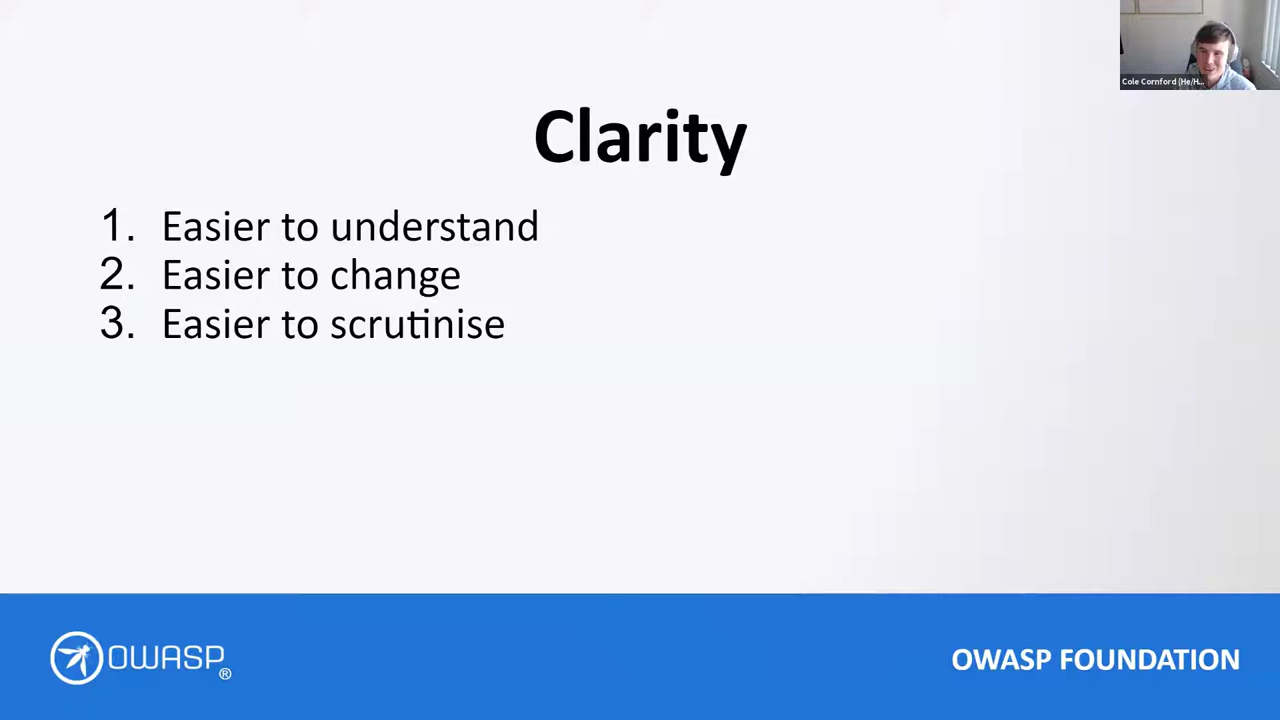 Cole Cornford (He/H...
Clarity
1. Easier to understand
2. Easier to change
3. Easier to scrutinise
OWASP®
OWASP FOUNDATION